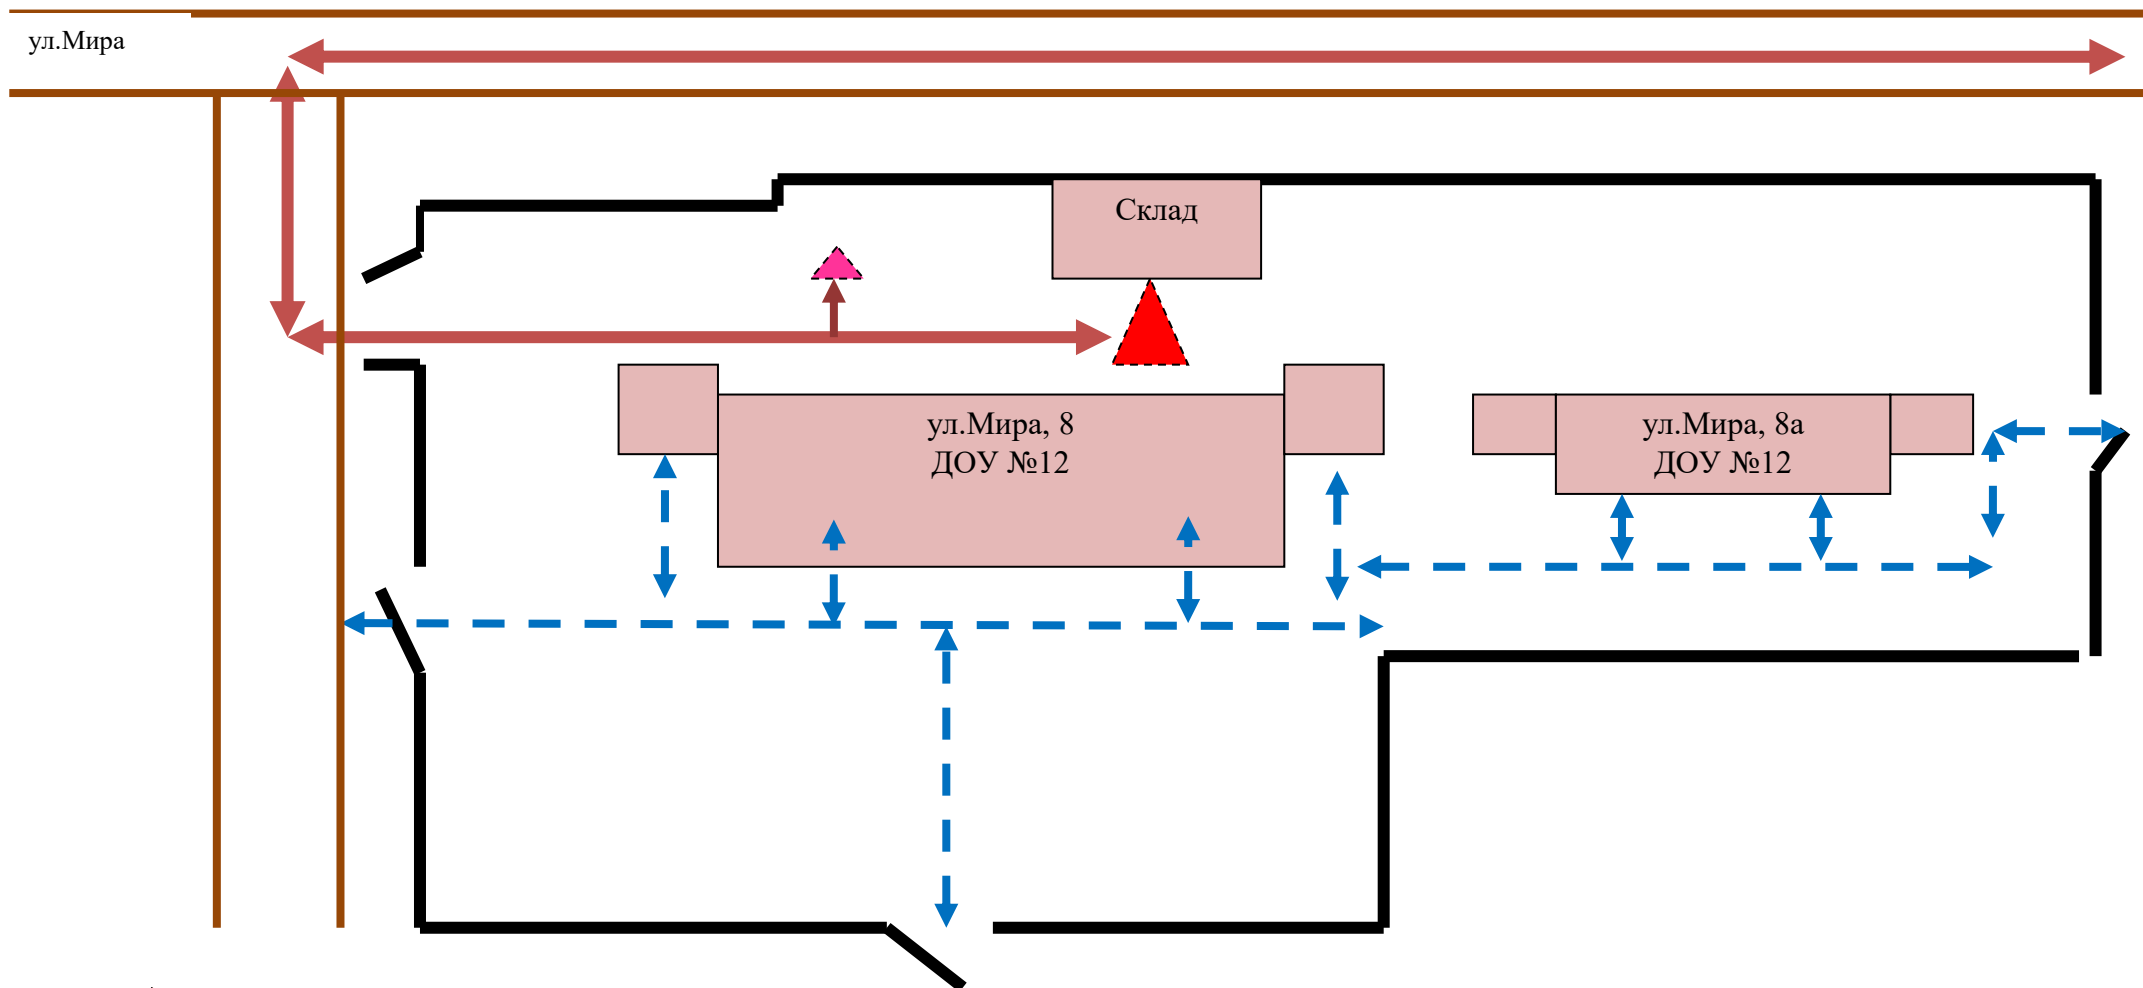 ул.Мира
Склад
ул.Мира, 8
ДОУ №12
ул.Мира, 8а
ДОУ №12